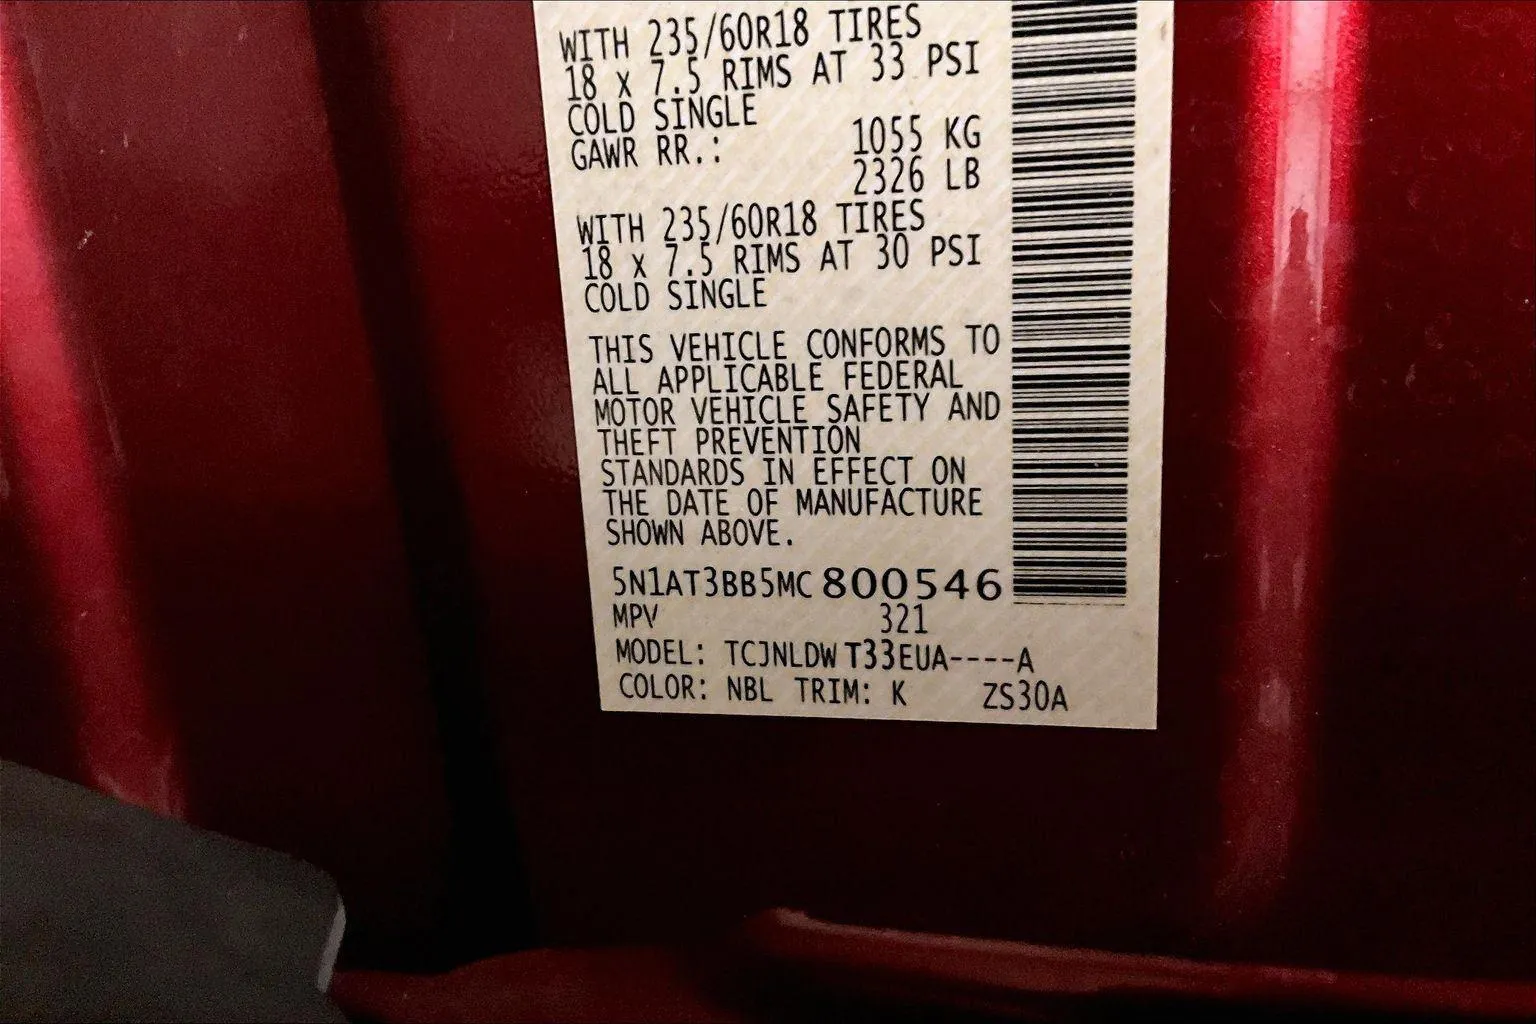 WITH 235/60R18 TIRES
18 x 7.5 RIMS AT 33 PSI
COLD SINGLE
GAWR RR.: 1055 KG
2326 LB
WITH 235/60R18 TIRES
18 x 7.5 RIMS AT 30 PSI
COLD SINGLE
THIS VEHICLE CONFORMS TO
ALL APPLICABLE FEDERAL
MOTOR VEHICLE SAFETY AND
THEFT PREVENTION
STANDARDS IN EFFECT ON
THE DATE OF MANUFACTURE
SHOWN ABOVE.
5N1AT3BB5MC800546
MPV 321
MODEL: TCJNLDWT33EUA----A
COLOR: NBL TRIM: K ZS30A